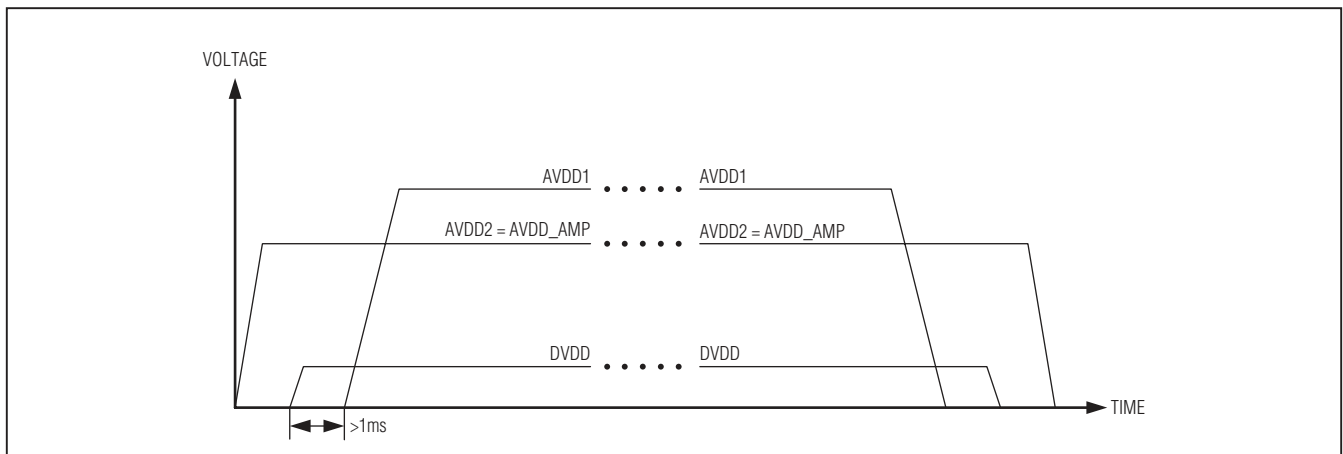 VOLTAGE
AVDD1 ..... AVDD1
AVDD2 = AVDD_AMP ..... AVDD2 = AVDD_AMP
DVDD ..... DVDD
TIME
>1ms